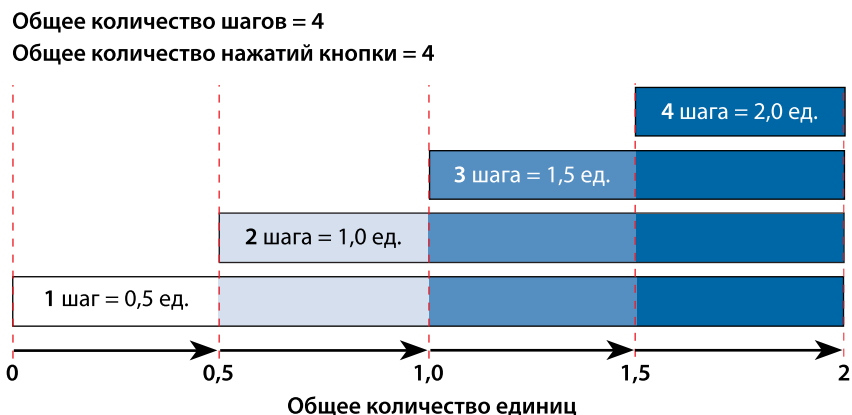 Общее количество шагов = 4
Общее количество нажатий кнопки = 4
4 шага = 2,0 ед.
3 шага = 1,5 ед.
2 шага = 1,0 ед.
1 шаг = 0,5 ед.
0 0,5 1,0 1,5 2
Общее количество единиц